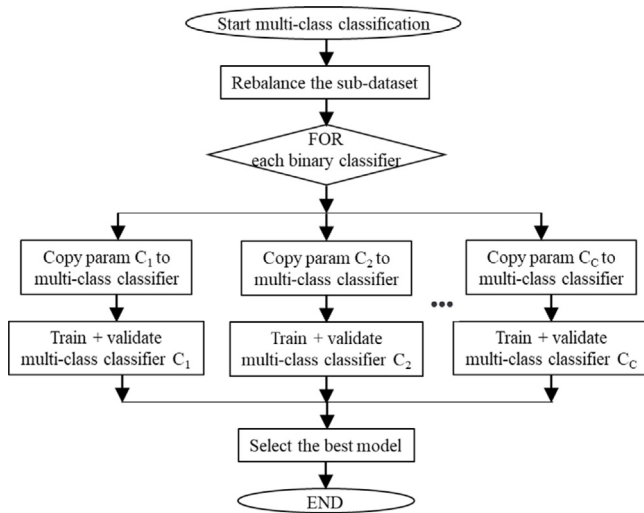 Start multi-class classification
Rebalance the sub-dataset
FOR
each binary classifier
Copy param C₁ to
multi-class classifier
Copy param C₂ to
multi-class classifier
Copy param C_C to
multi-class classifier
•••
Train + validate
multi-class classifier C₁
Train + validate
multi-class classifier C₂
Train + validate
multi-class classifier C_C
Select the best model
END